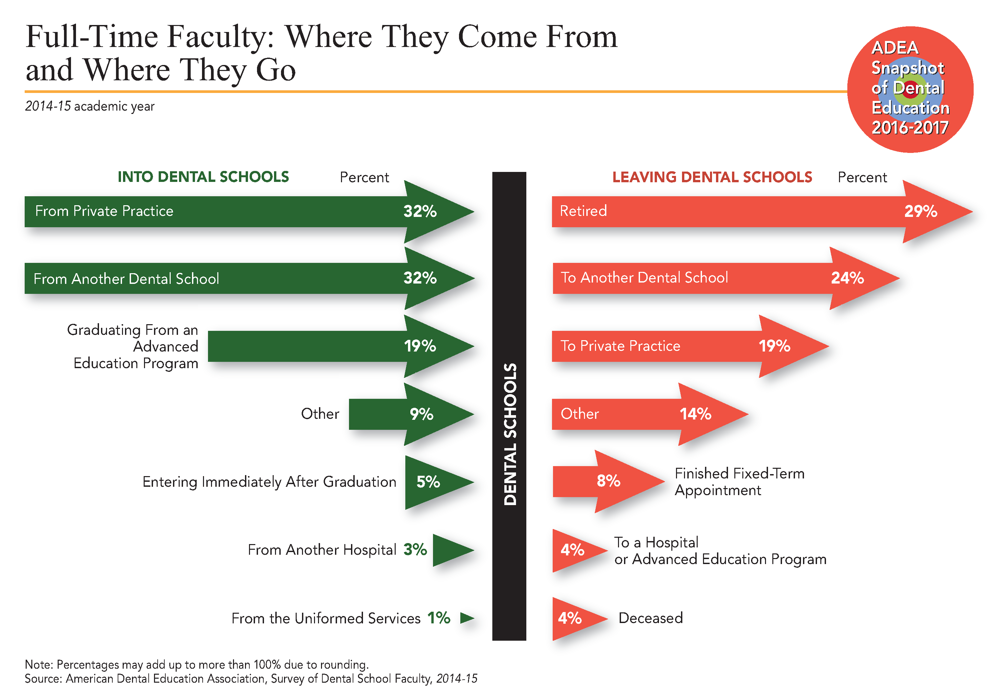 Full-Time Faculty: Where They Come From
and Where They Go
2014-15 academic year
ADEA
Snapshot
of Dental
Education
2016-2017
INTO DENTAL SCHOOLS Percent
From Private Practice 32%
From Another Dental School 32%
Graduating From an
Advanced
Education Program
19%
Other 9%
Entering Immediately After Graduation 5%
From Another Hospital 3%
From the Uniformed Services 1%
DENTAL SCHOOLS
LEAVING DENTAL SCHOOLS Percent
Retired 29%
To Another Dental School 24%
To Private Practice 19%
Other 14%
8%
Finished Fixed-Term
Appointment
4%
To a Hospital
or Advanced Education Program
4% Deceased
Note: Percentages may add up to more than 100% due to rounding.
Source: American Dental Education Association, Survey of Dental School Faculty, 2014-15